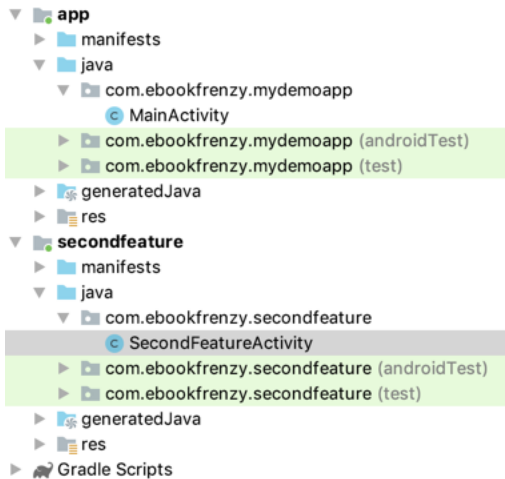 app
manifests
java
com.ebookfrenzy.mydemoapp
C MainActivity
com.ebookfrenzy.mydemoapp (androidTest)
com.ebookfrenzy.mydemoapp (test)
generatedJava
res
secondfeature
manifests
java
com.ebookfrenzy.secondfeature
C SecondFeatureActivity
com.ebookfrenzy.secondfeature (androidTest)
com.ebookfrenzy.secondfeature (test)
generatedJava
res
Gradle Scripts